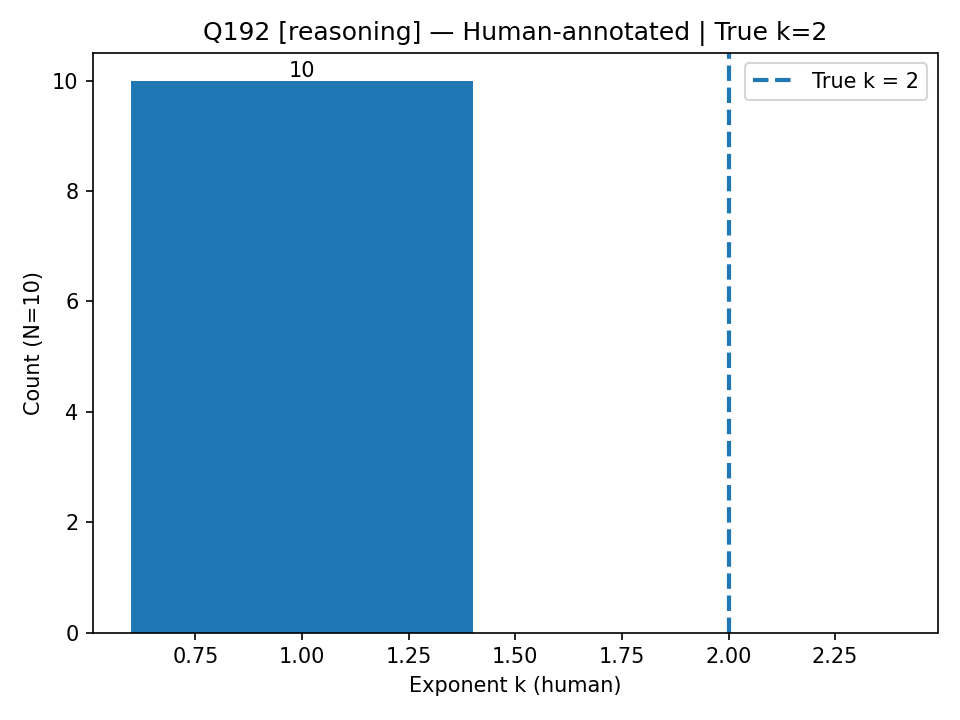 Q192 [reasoning] — Human-annotated | True k=2
10
True k = 2
10
8
6
4
2
0
Count (N=10)
0.75 1.00 1.25 1.50 1.75 2.00 2.25
Exponent k (human)